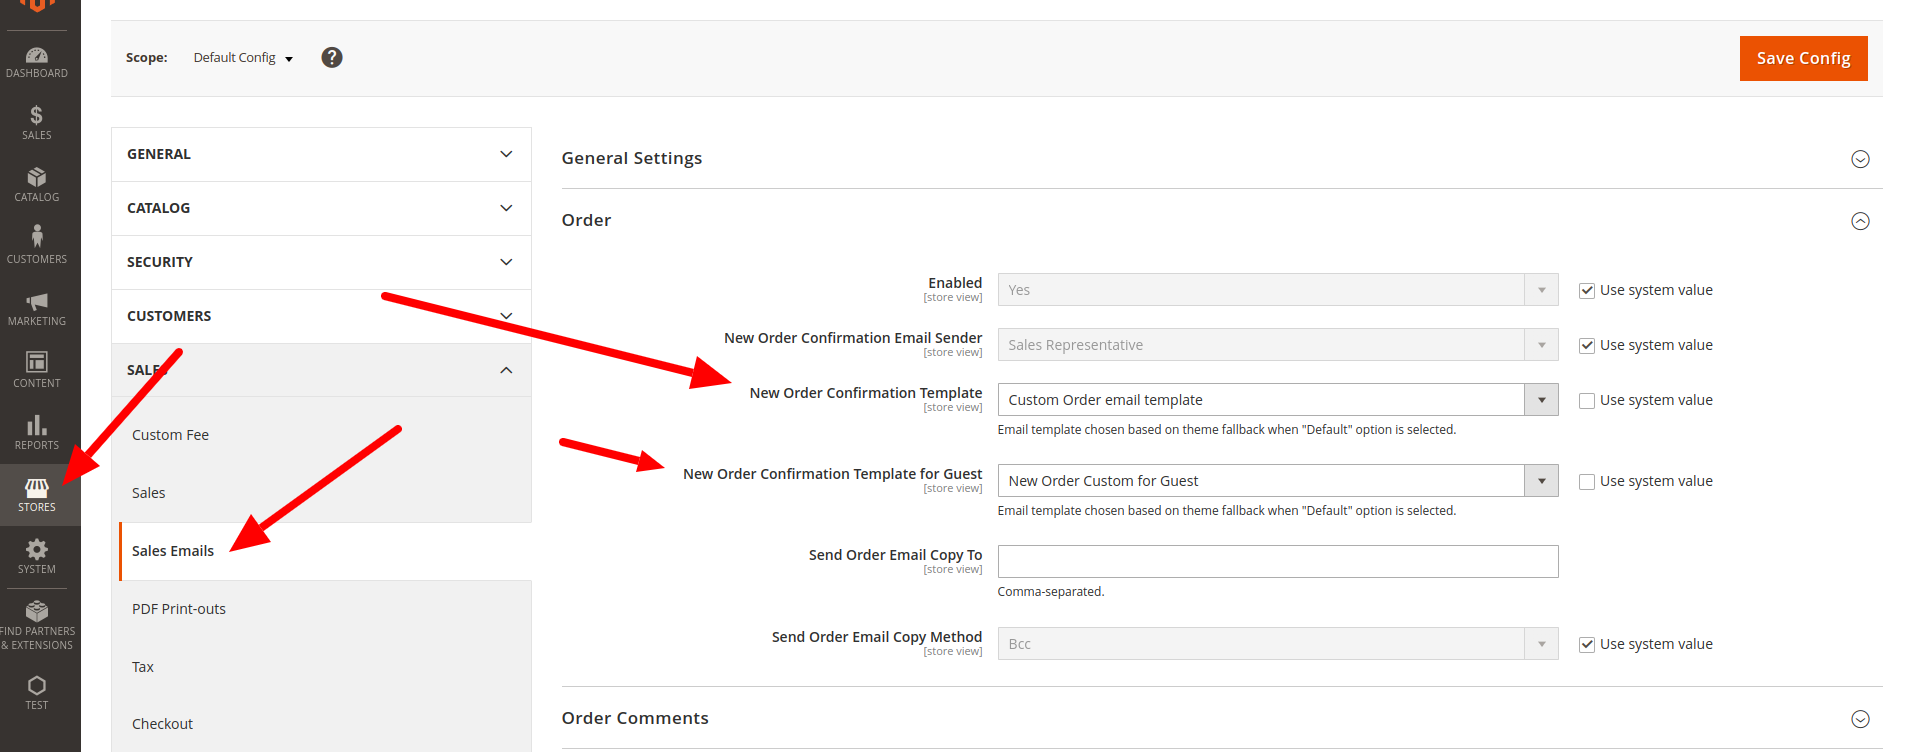 Scope: Default Config ?
Save Config
DASHBOARD
SALES
CATALOG
CUSTOMERS
MARKETING
CONTENT
REPORTS
STORES
SYSTEM
FIND PARTNERS
& EXTENSIONS
TEST
GENERAL
CATALOG
SECURITY
CUSTOMERS
SALES
Custom Fee
Sales
Sales Emails
PDF Print-outs
Tax
Checkout
General Settings
Order
Enabled
[store view]
Yes
Use system value
New Order Confirmation Email Sender
[store view]
Sales Representative
Use system value
New Order Confirmation Template
[store view]
Custom Order email template
Use system value
Email template chosen based on theme fallback when "Default" option is selected.
New Order Confirmation Template for Guest
[store view]
New Order Custom for Guest
Use system value
Email template chosen based on theme fallback when "Default" option is selected.
Send Order Email Copy To
[store view]
Comma-separated.
Send Order Email Copy Method
[store view]
Bcc
Use system value
Order Comments